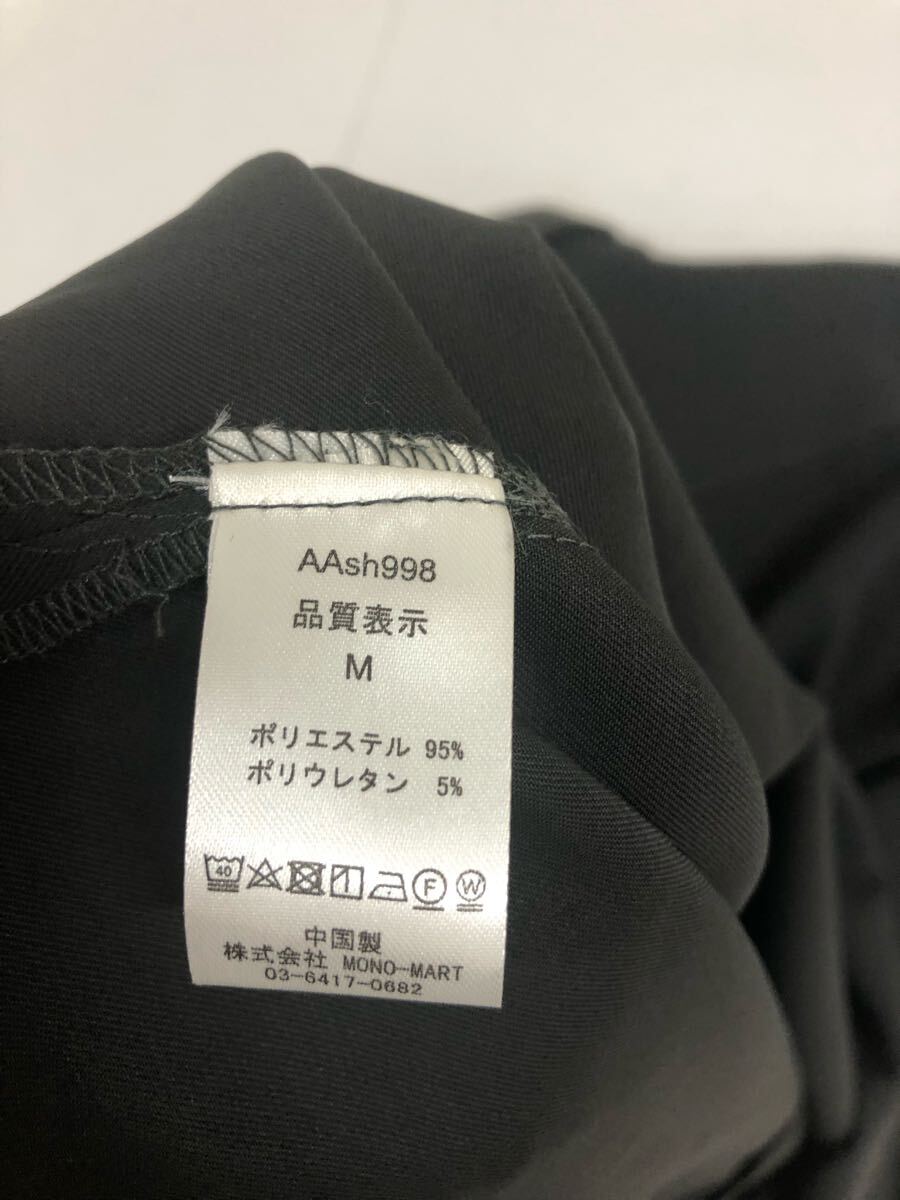 AAsh998
品質表示
M
ポリエステル 95%
ポリウレタン 5%
40 F W
中国製
株式会社 MONO-MART
03-6417-0682